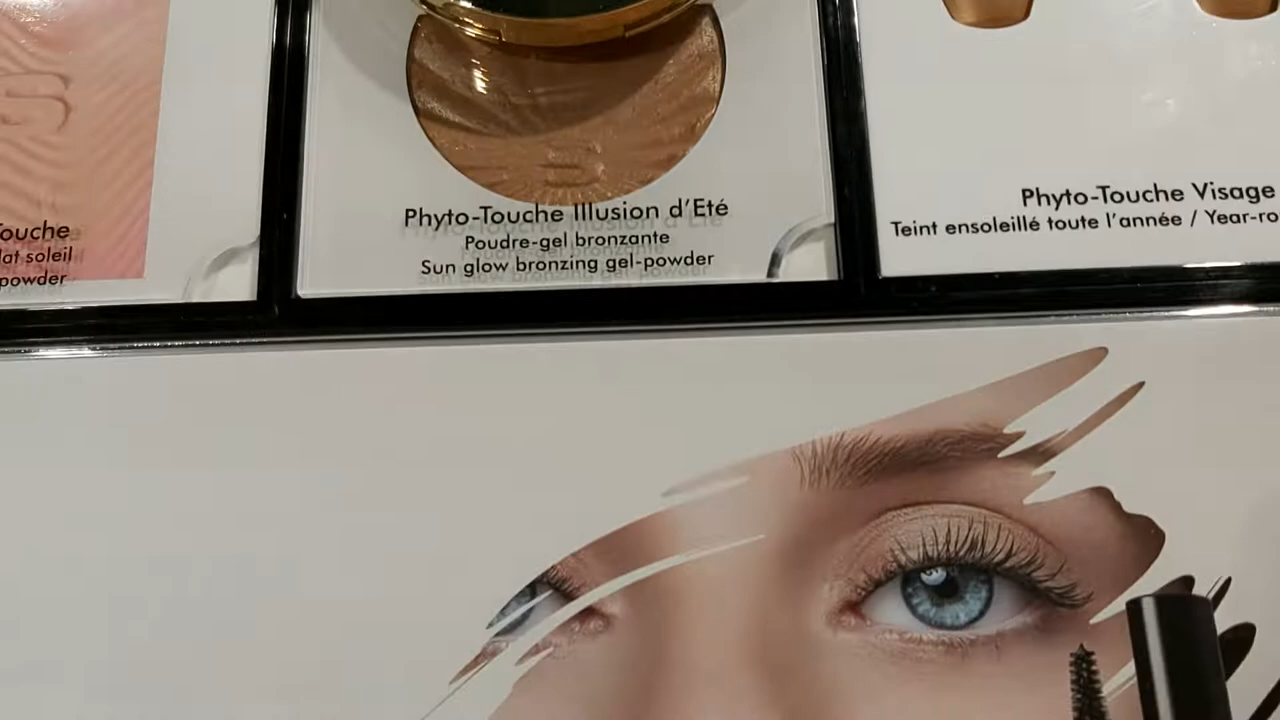 ouche
lat soleil
powder
Phyto-Touche Illusion d'Eté
Poudre-gel bronzante
Sun glow bronzing gel-powder
Phyto-Touche Visage
Teint ensoleillé toute l'année / Year-ro